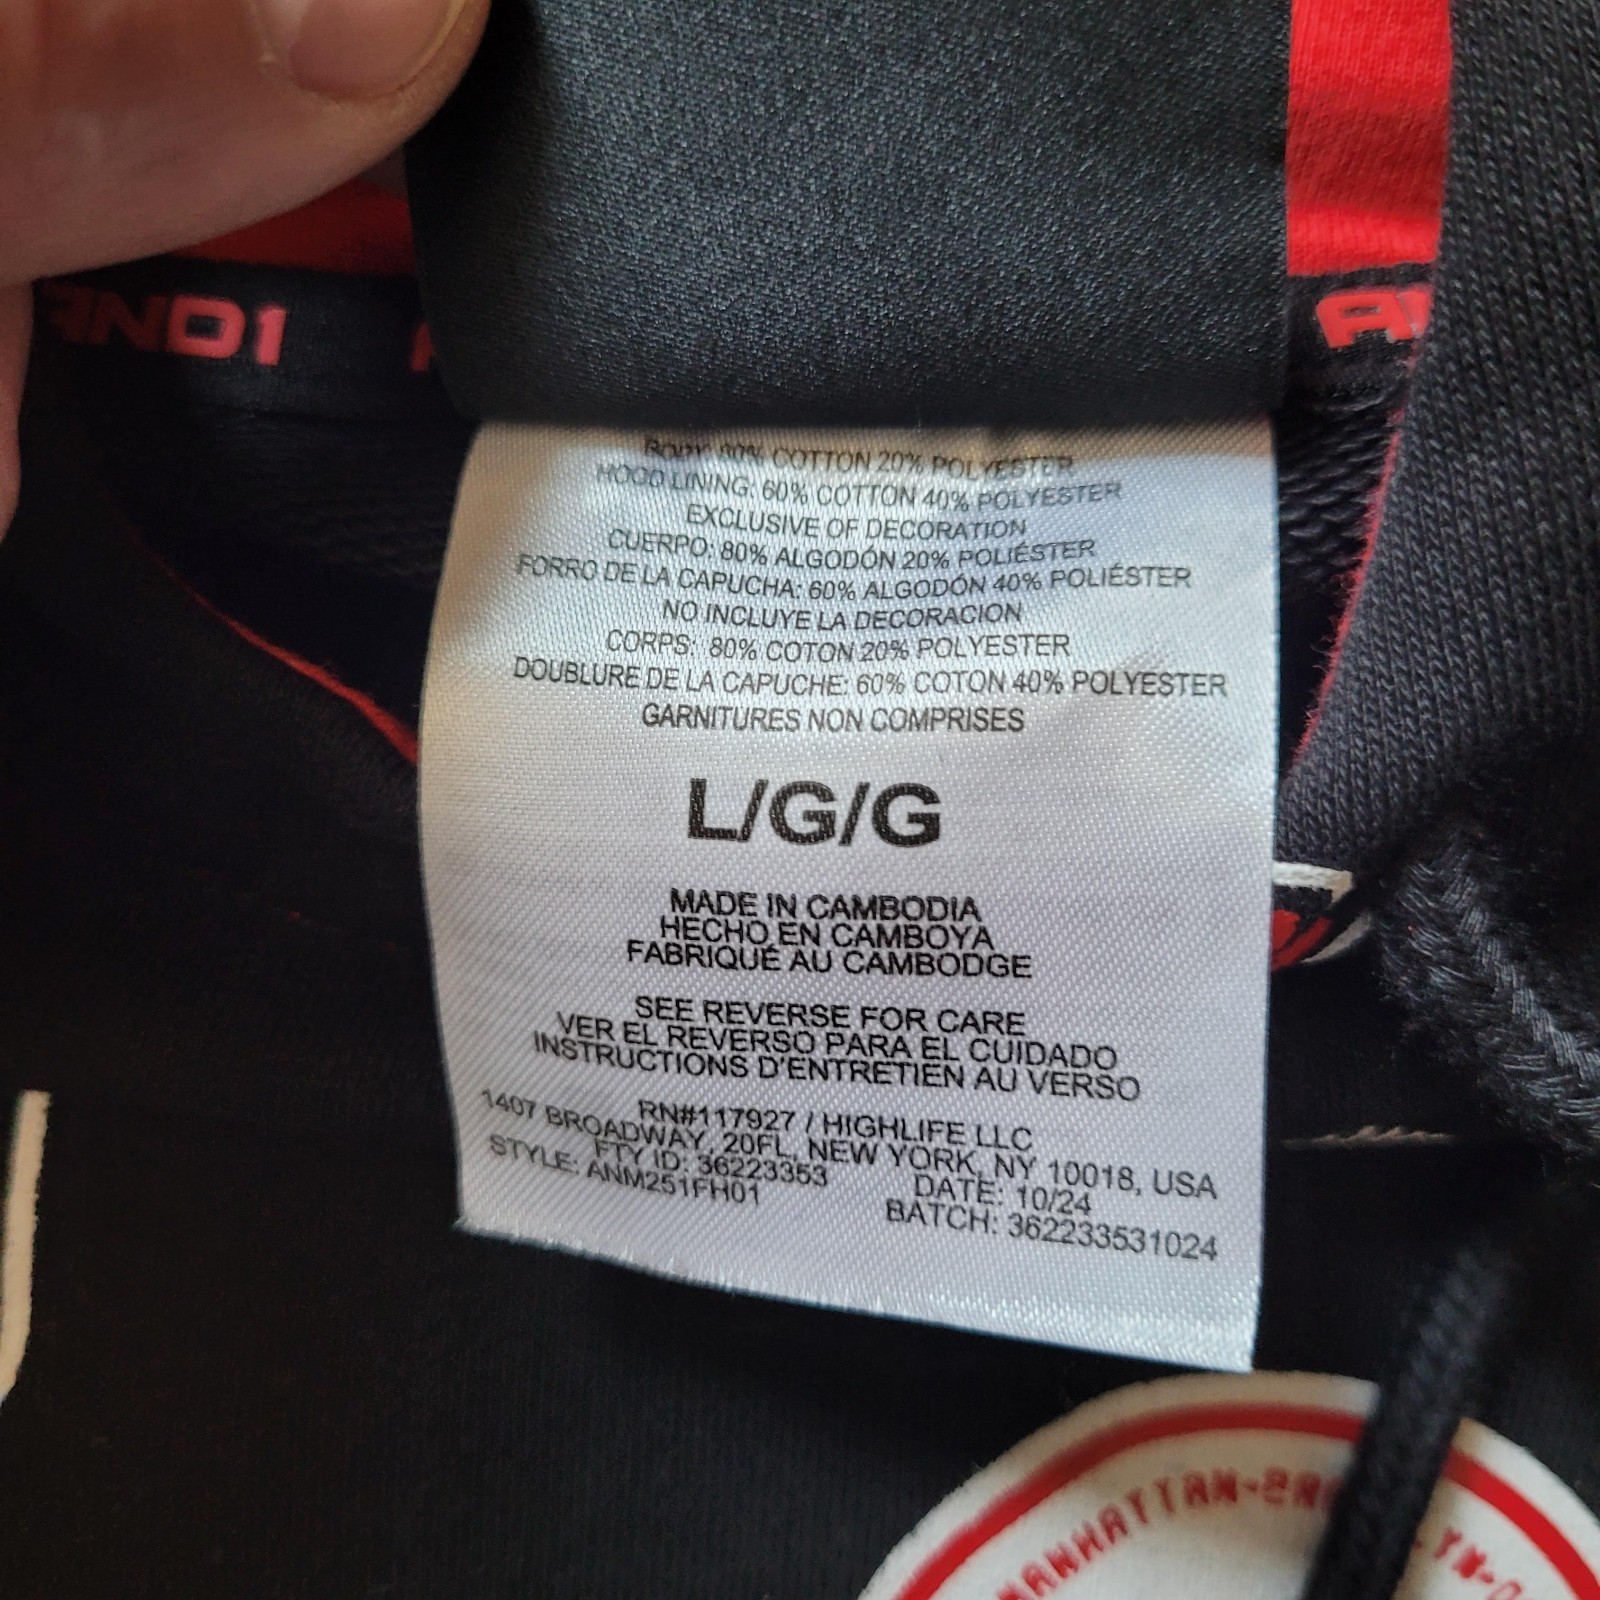 AND1
BODY: 80% COTTON 20% POLYESTER
HOOD LINING: 60% COTTON 40% POLYESTER
EXCLUSIVE OF DECORATION
CUERPO: 80% ALGODÓN 20% POLIÉSTER
FORRO DE LA CAPUCHA: 60% ALGODÓN 40% POLIÉSTER
NO INCLUYE LA DECORACION
CORPS: 80% COTON 20% POLYESTER
DOUBLURE DE LA CAPUCHE: 60% COTON 40% POLYESTER
GARNITURES NON COMPRISES
L/G/G
MADE IN CAMBODIA
HECHO EN CAMBOYA
FABRIQUÉ AU CAMBODGE
SEE REVERSE FOR CARE
VER EL REVERSO PARA EL CUIDADO
INSTRUCTIONS D'ENTRETIEN AU VERSO
RN#117927 / HIGHLIFE LLC
1407 BROADWAY, 20FL, NEW YORK, NY 10018, USA
FTY ID: 36223353 DATE: 10/24
STYLE: ANM251FH01 BATCH: 362233531024
MANHATTAN-